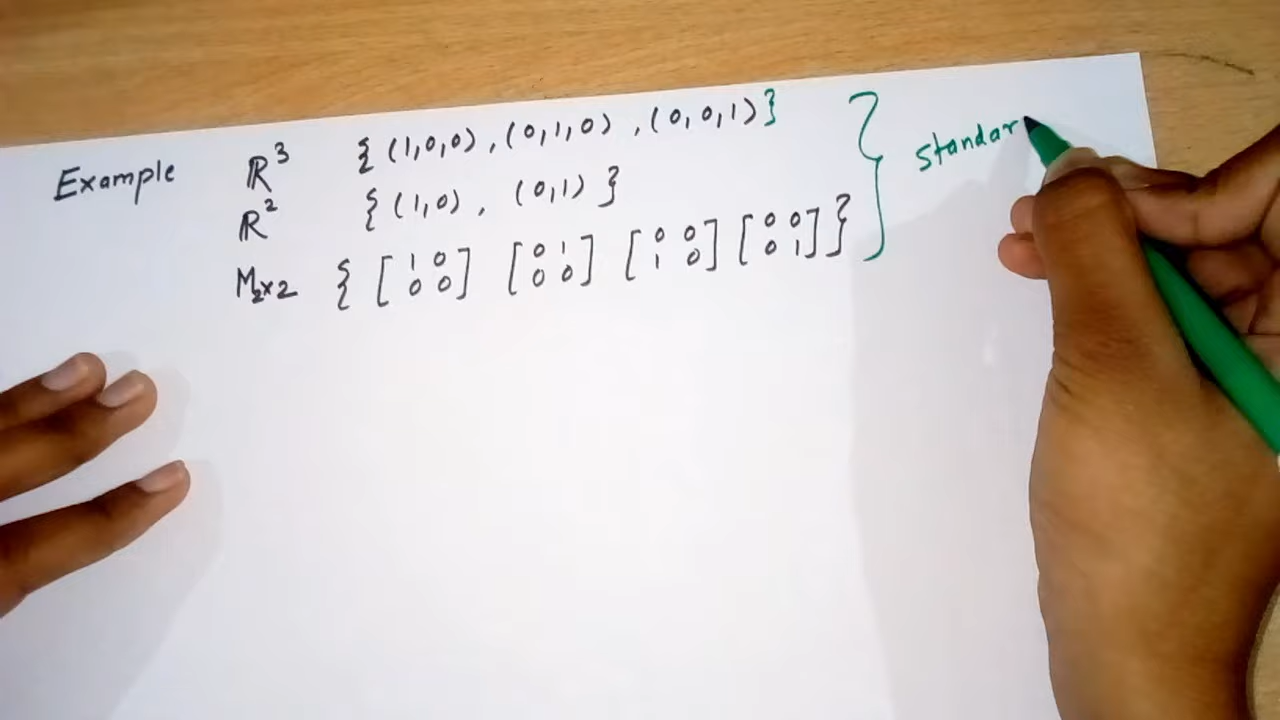 Example ℝ³ {(1,0,0), (0,1,0), (0,0,1)}
ℝ² {(1,0), (0,1)}
M₂ₓ₂ { [1 0; 0 0] [0 1; 0 0] [0 0; 1 0] [0 0; 0 1] }
Standar